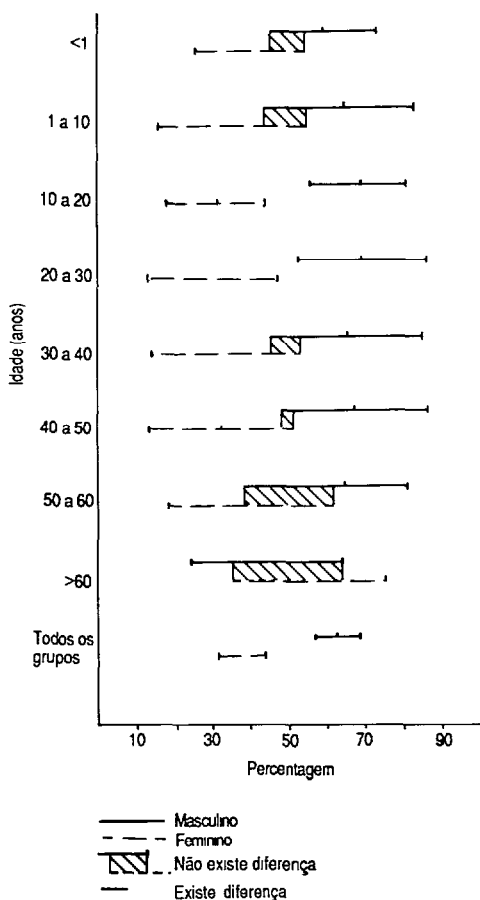 <1
1 a 10
10 a 20
20 a 30
30 a 40
40 a 50
50 a 60
>60
Todos os
grupos
Idade (anos)
10 30 50 70 90
Percentagem
Masculino
Feminino
Não existe diferença
Existe diferença